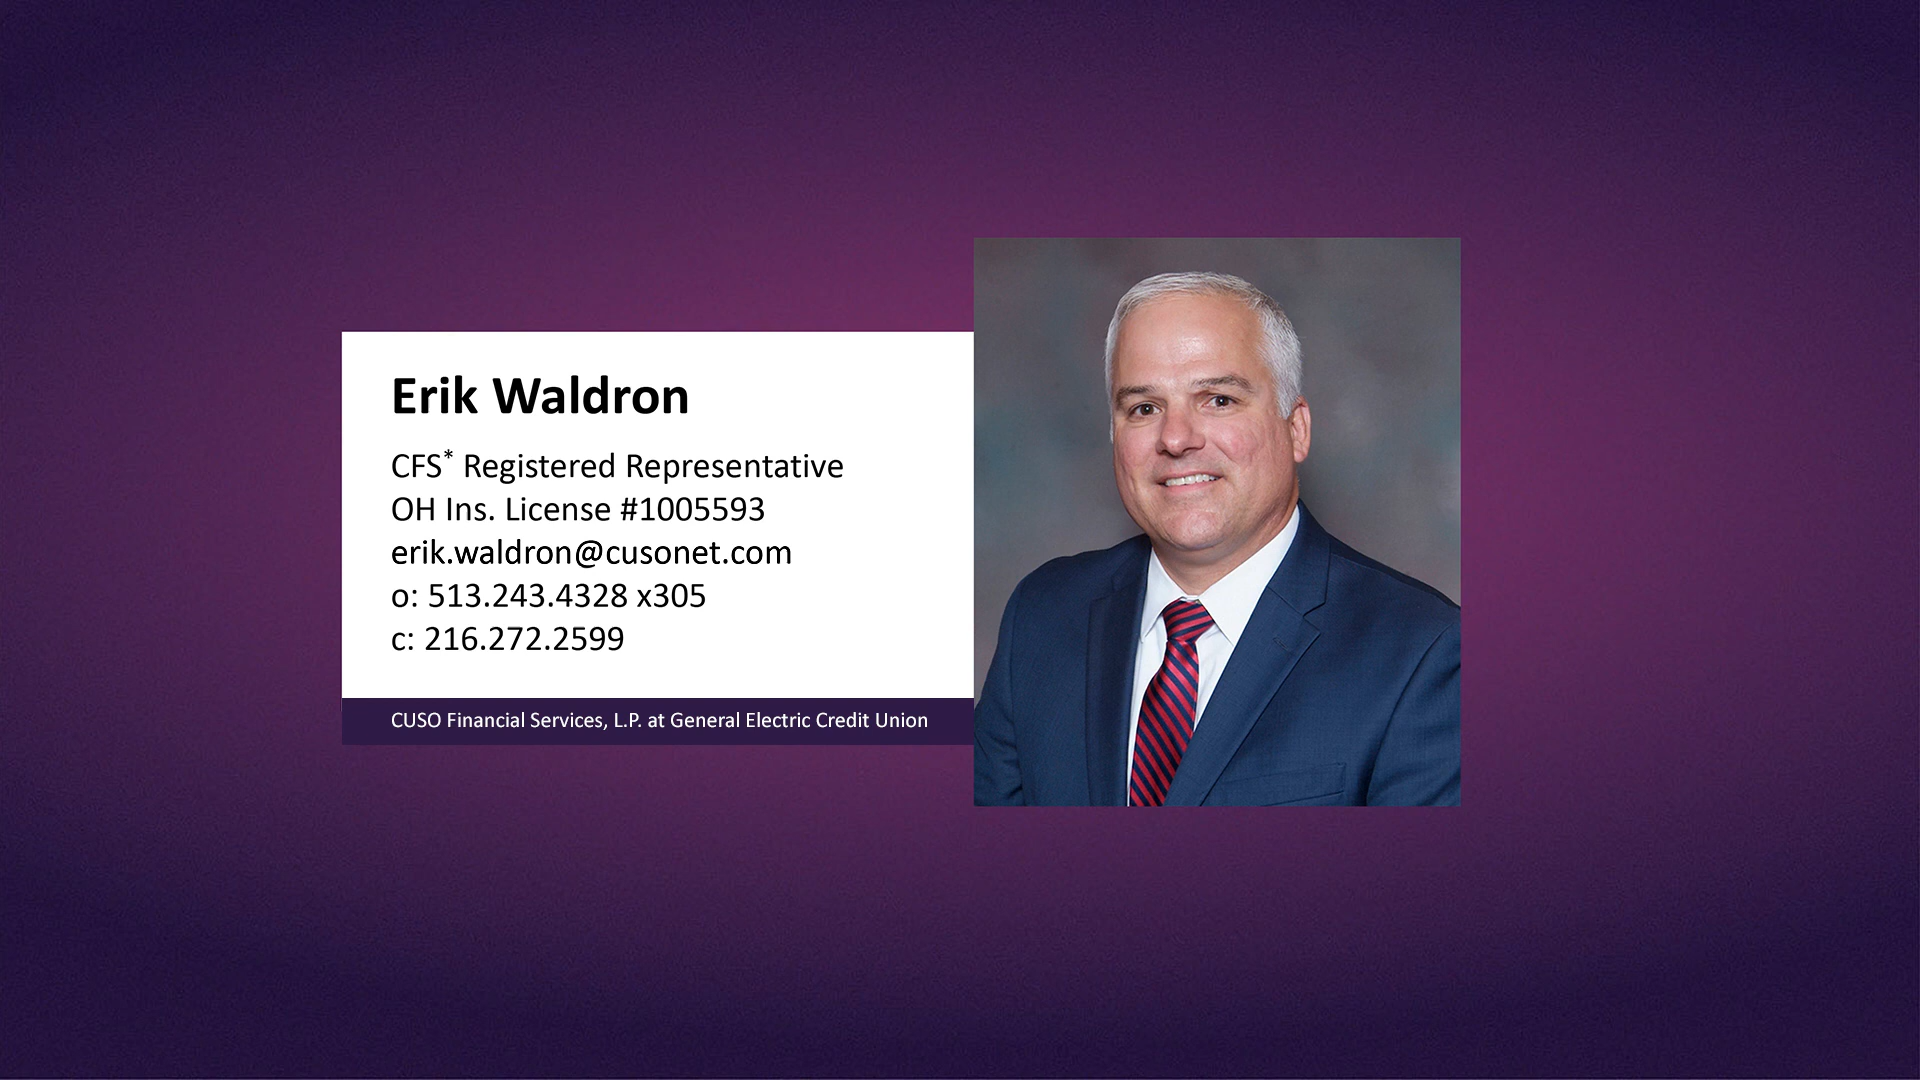 Erik Waldron
CFS* Registered Representative
OH Ins. License #1005593
erik.waldron@cusonet.com
o: 513.243.4328 x305
c: 216.272.2599
CUSO Financial Services, L.P. at General Electric Credit Union